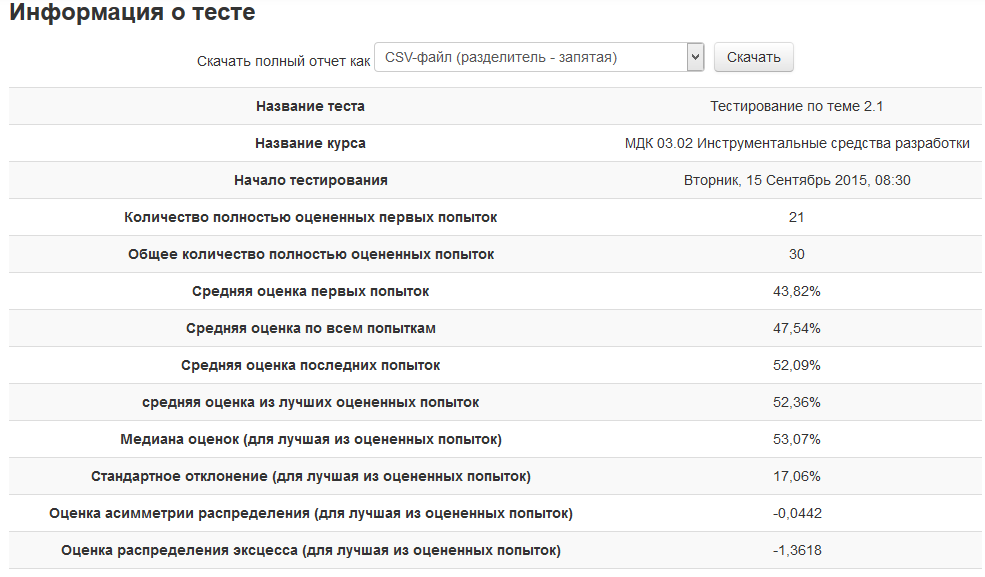 Информация о тесте
Скачать полный отчет как CSV-файл (разделитель - запятая) Скачать
Название теста Тестирование по теме 2.1
Название курса МДК 03.02 Инструментальные средства разработки
Начало тестирования Вторник, 15 Сентябрь 2015, 08:30
Количество полностью оцененных первых попыток 21
Общее количество полностью оцененных попыток 30
Средняя оценка первых попыток 43,82%
Средняя оценка по всем попыткам 47,54%
Средняя оценка последних попыток 52,09%
средняя оценка из лучших оцененных попыток 52,36%
Медиана оценок (для лучшая из оцененных попыток) 53,07%
Стандартное отклонение (для лучшая из оцененных попыток) 17,06%
Оценка асимметрии распределения (для лучшая из оцененных попыток) -0,0442
Оценка распределения эксцесса (для лучшая из оцененных попыток) -1,3618